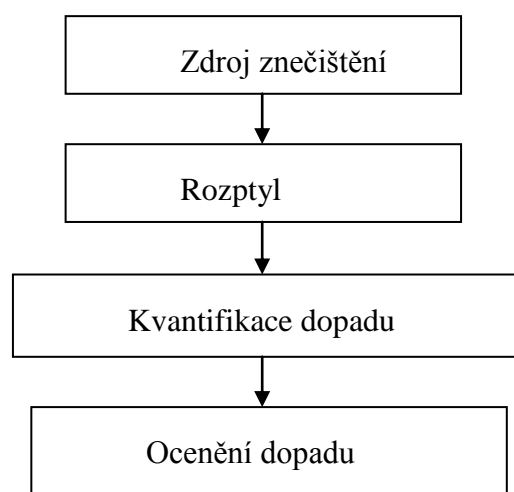 Zdroj znečištění
Rozptyl
Kvantifikace dopadu
Ocenění dopadu